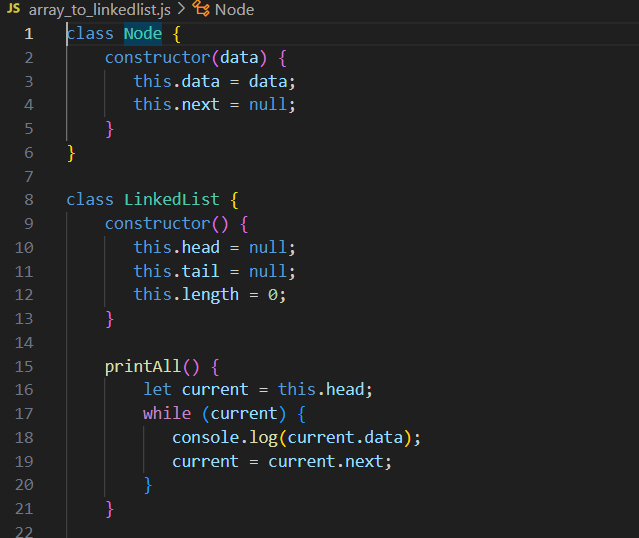 JS array_to_linkedlist.js > Node
1 class Node {
2     constructor(data) {
3        this.data = data;
4        this.next = null;
5     }
6 }
7
8 class LinkedList {
9     constructor() {
10        this.head = null;
11        this.tail = null;
12        this.length = 0;
13     }
14
15     printAll() {
16         let current = this.head;
17         while (current) {
18            console.log(current.data);
19            current = current.next;
20         }
21     }
22